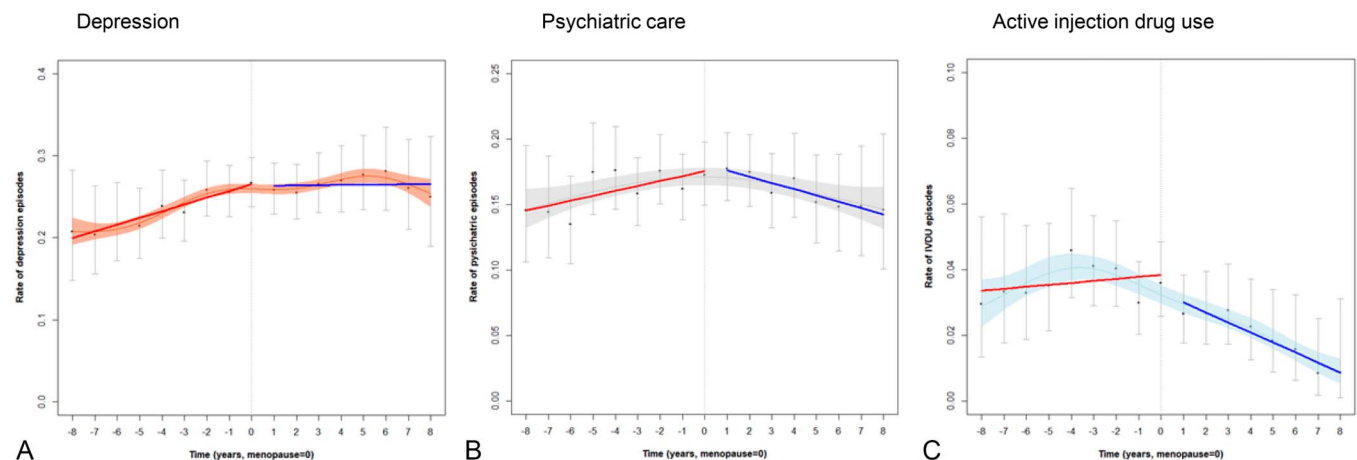 Depression
Psychiatric care
Active injection drug use
Rate of depression episodes
0.4
0.3
0.2
0.1
0.0
-8 -7 -6 -5 -4 -3 -2 -1 0 1 2 3 4 5 6 7 8
Time (years, menopause=0)
A
Rate of pysichatric episodes
0.25
0.20
0.15
0.10
0.05
0.00
-8 -7 -6 -5 -4 -3 -2 -1 0 1 2 3 4 5 6 7 8
Time (years, menopause=0)
B
Rate of IVDU episodes
0.10
0.08
0.06
0.04
0.02
0.00
-8 -7 -6 -5 -4 -3 -2 -1 0 1 2 3 4 5 6 7 8
Time (years, menopause=0)
C